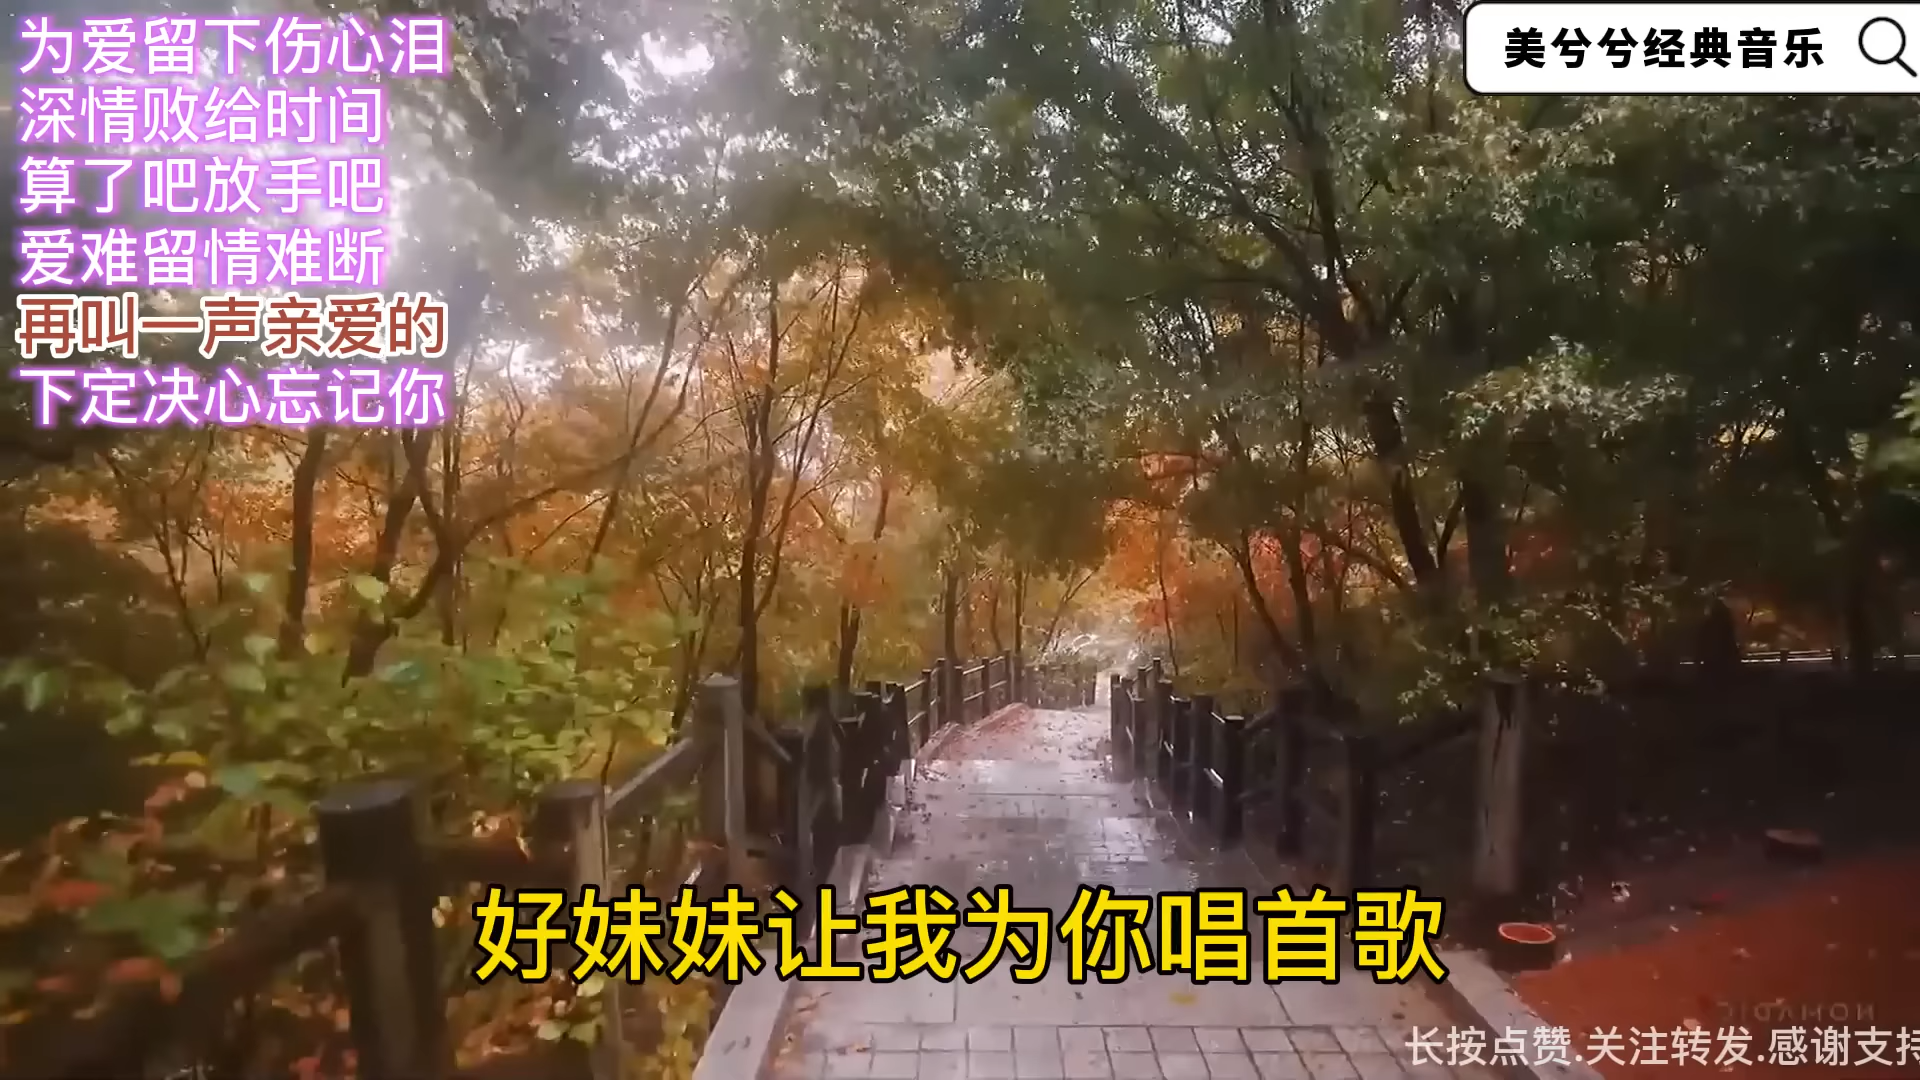 为爱留下伤心泪
深情败给时间
算了吧放手吧
爱难留情难断
再叫一声亲爱的
下定决心忘记你
美兮兮经典音乐
好妹妹让我为你唱首歌
长按点赞.关注转发.感谢支持